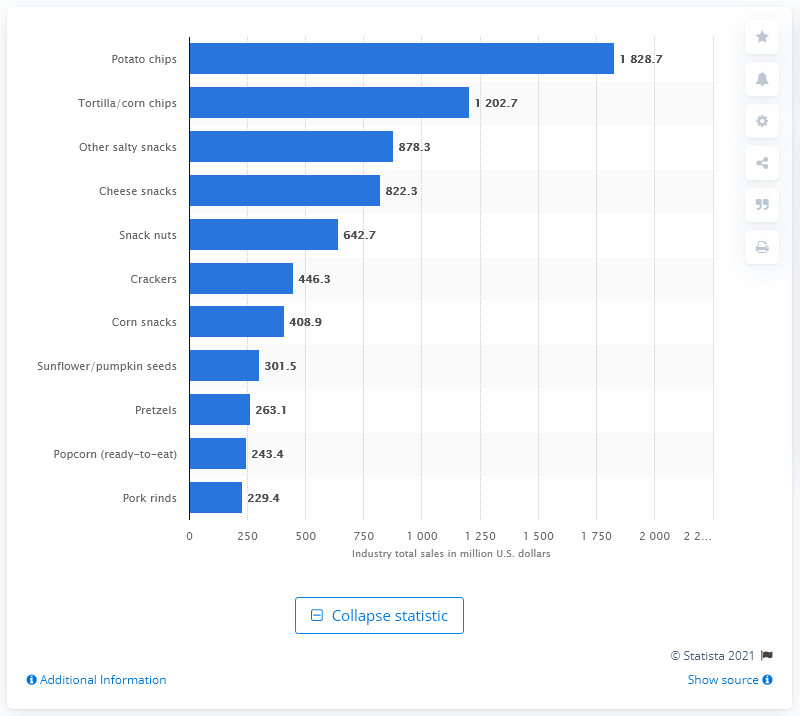 Potato chips 1 828.7
Tortilla/corn chips 1 202.7
Other salty snacks 878.3
Cheese snacks 822.3
Snack nuts 642.7
Crackers 446.3
Corn snacks 408.9
Sunflower/pumpkin seeds 301.5
Pretzels 263.1
Popcorn (ready-to-eat) 243.4
Pork rinds 229.4
0 250 500 750 1 000 1 250 1 500 1 750 2 000 2 2...
Industry total sales in million U.S. dollars
Collapse statistic
© Statista 2021
Additional Information Show source